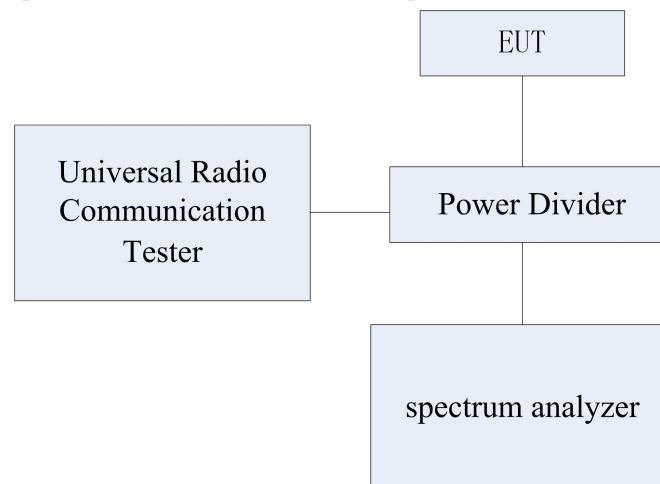 EUT
Universal Radio
Communication
Tester
Power Divider
spectrum analyzer